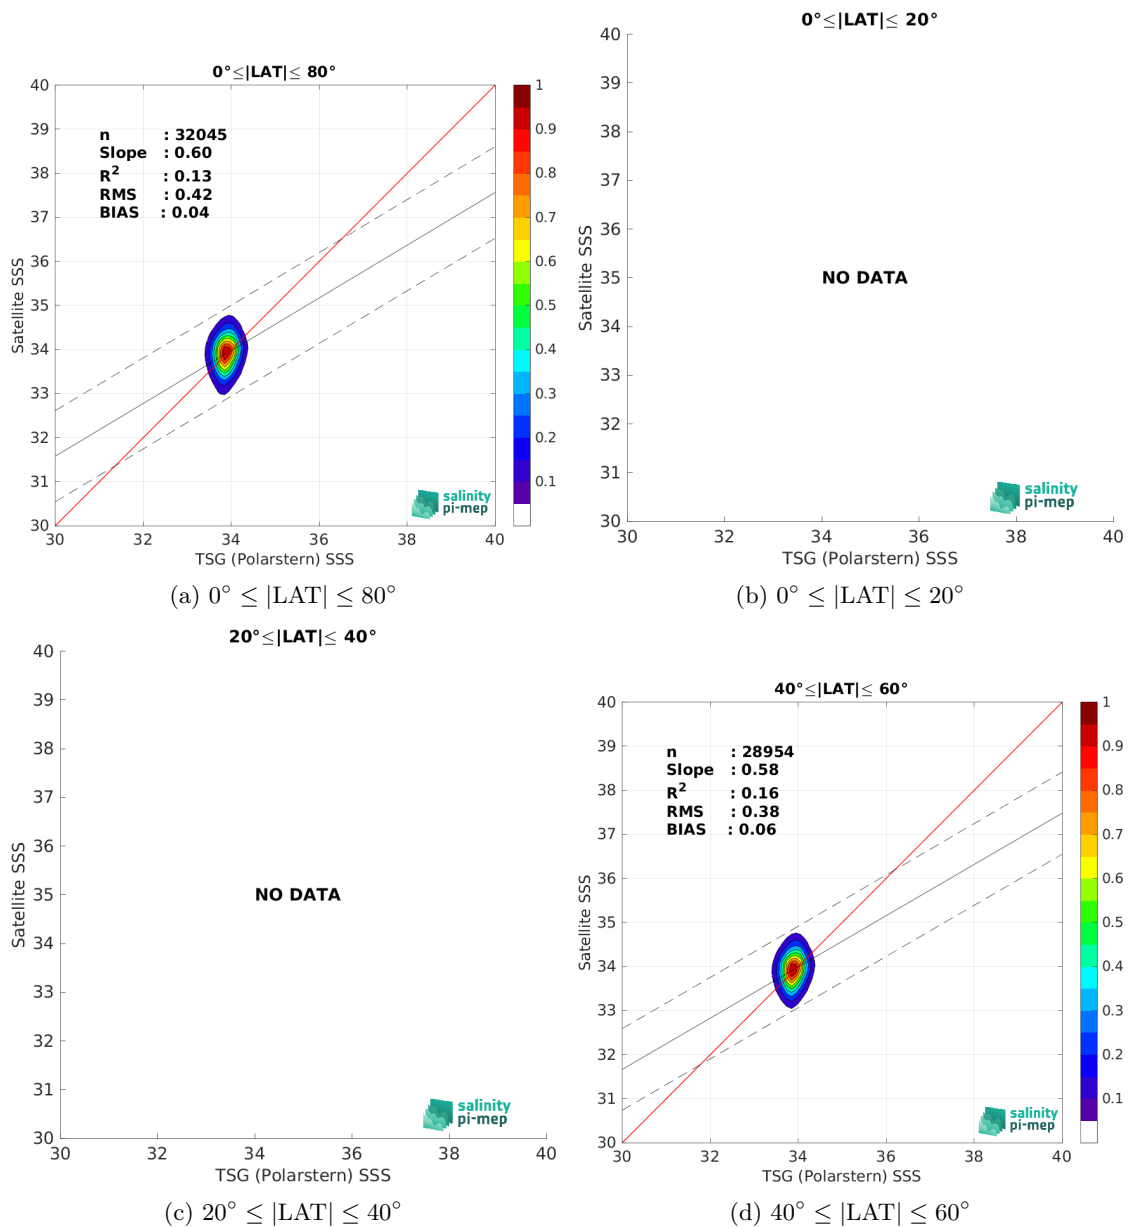 0°≤|LAT|≤ 80°
40
39
38
37
36
35
34
33
32
31
30
Satellite SSS
n : 32045
Slope : 0.60
R² : 0.13
RMS : 0.42
BIAS : 0.04
salinity
pi-mep
30 32 34 36 38 40
TSG (Polarstern) SSS
1
0.9
0.8
0.7
0.6
0.5
0.4
0.3
0.2
0.1
(a) 0° ≤ |LAT| ≤ 80°
0°≤|LAT|≤ 20°
40
39
38
37
36
35
34
33
32
31
30
Satellite SSS
NO DATA
salinity
pi-mep
30 32 34 36 38 40
TSG (Polarstern) SSS
(b) 0° ≤ |LAT| ≤ 20°
20°≤|LAT|≤ 40°
40
39
38
37
36
35
34
33
32
31
30
Satellite SSS
NO DATA
salinity
pi-mep
30 32 34 36 38 40
TSG (Polarstern) SSS
(c) 20° ≤ |LAT| ≤ 40°
40°≤|LAT|≤ 60°
40
39
38
37
36
35
34
33
32
31
30
Satellite SSS
n : 28954
Slope : 0.58
R² : 0.16
RMS : 0.38
BIAS : 0.06
salinity
pi-mep
30 32 34 36 38 40
TSG (Polarstern) SSS
1
0.9
0.8
0.7
0.6
0.5
0.4
0.3
0.2
0.1
(d) 40° ≤ |LAT| ≤ 60°